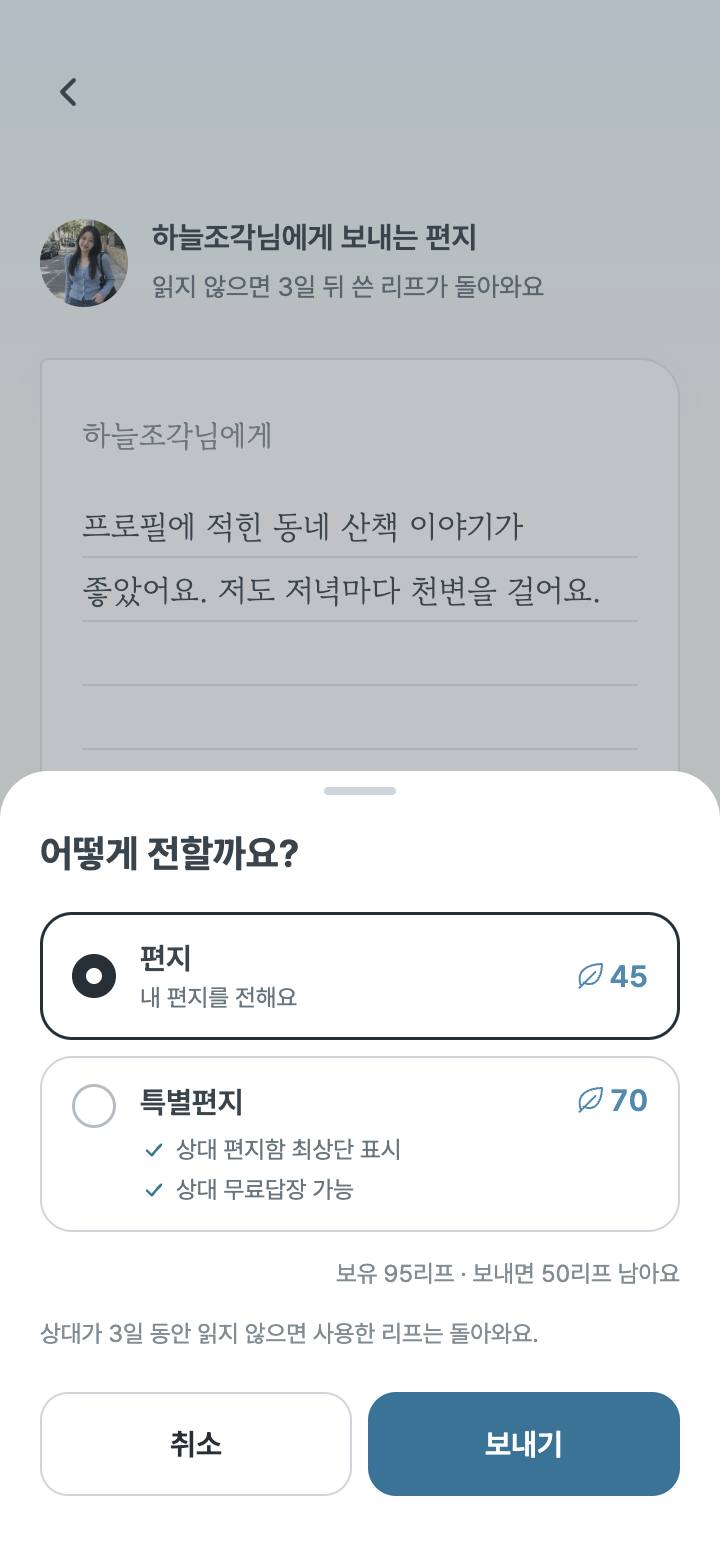 하늘조각님에게 보내는 편지
읽지 않으면 3일 뒤 쓴 리프가 돌아와요
하늘조각님에게
프로필에 적힌 동네 산책 이야기가
좋았어요. 저도 저녁마다 천변을 걸어요.
어떻게 전할까요?
편지
내 편지를 전해요
45
특별편지
70
상대 편지함 최상단 표시
상대 무료답장 가능
보유 95리프 · 보내면 50리프 남아요
상대가 3일 동안 읽지 않으면 사용한 리프는 돌아와요.
취소
보내기